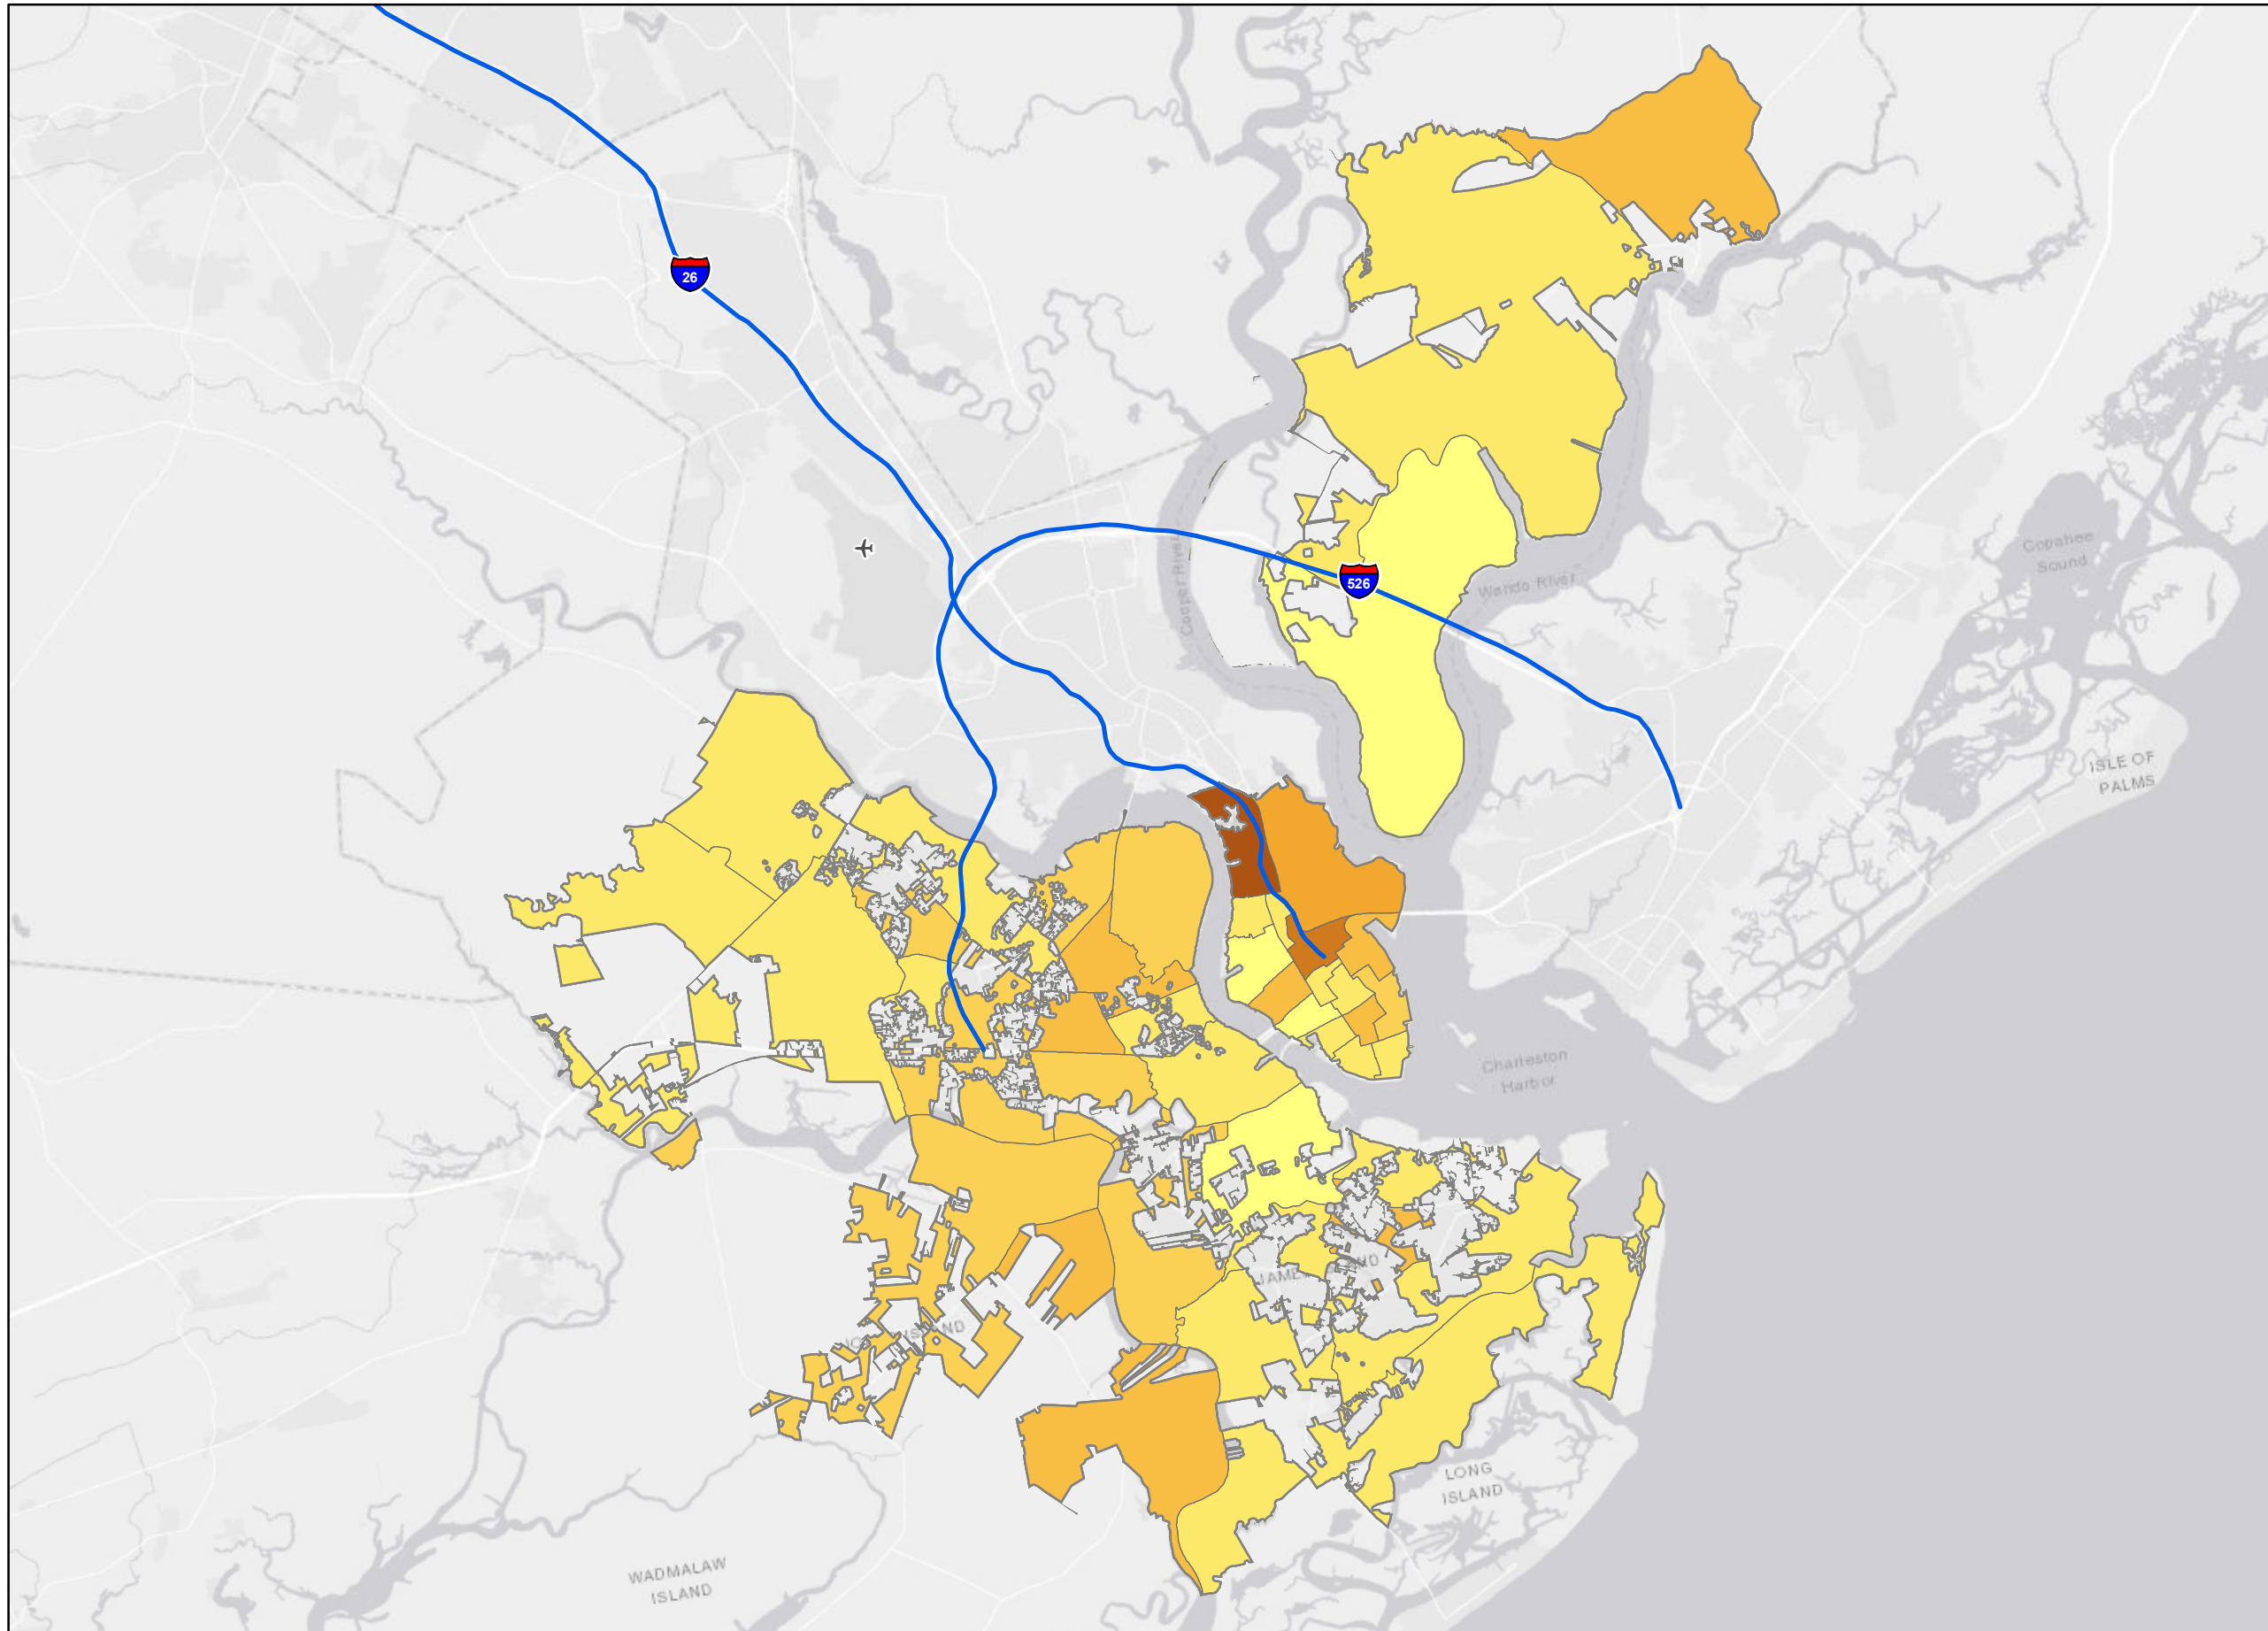 26
Copahee
Sound
526
Wando River
Cooper River
ISLE OF
PALMS
Charleston
Harbor
LONG
ISLAND
WADMALAW
ISLAND